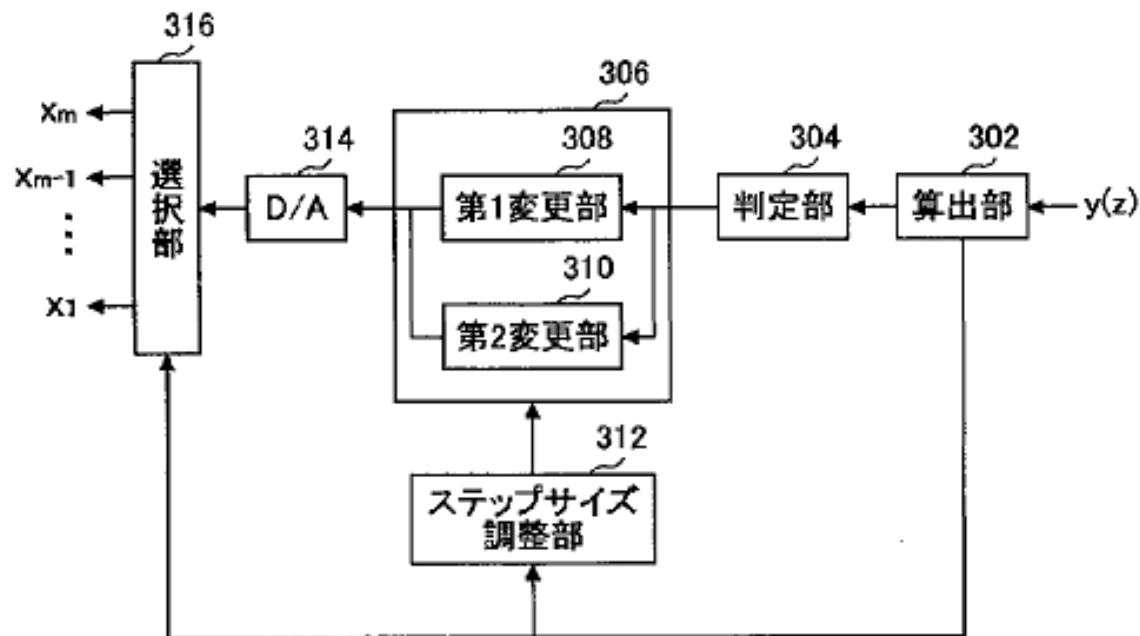 316
306
Xm
314
308
304
302
Xm-1
選択部
D/A
第1変更部
判定部
算出部
y(z)
310
X1
第2変更部
312
ステップサイズ
調整部